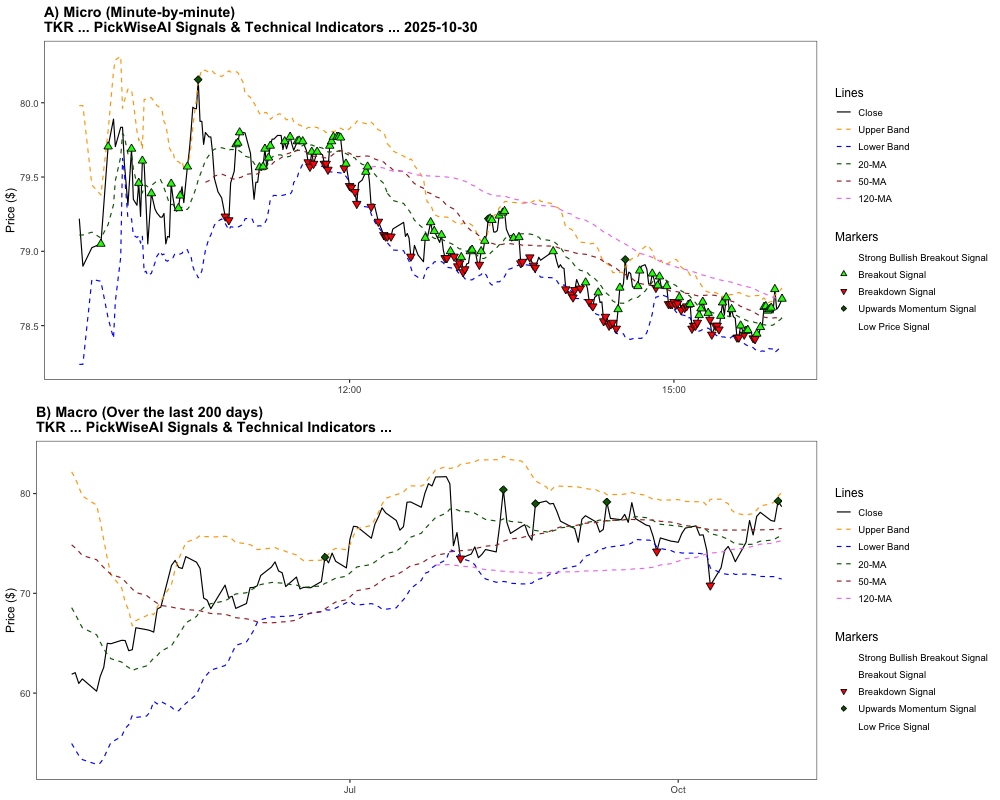 A) Micro (Minute-by-minute)
TKR ... PickWiseAI Signals & Technical Indicators ... 2025-10-30
Price ($)
80.0
79.5
79.0
78.5
12:00
15:00
Lines
Close
Upper Band
Lower Band
20-MA
50-MA
120-MA
Markers
Strong Bullish Breakout Signal
Breakout Signal
Breakdown Signal
Upwards Momentum Signal
Low Price Signal
B) Macro (Over the last 200 days)
TKR ... PickWiseAI Signals & Technical Indicators ...
Price ($)
80
70
60
Jul
Oct
Lines
Close
Upper Band
Lower Band
20-MA
50-MA
120-MA
Markers
Strong Bullish Breakout Signal
Breakout Signal
Breakdown Signal
Upwards Momentum Signal
Low Price Signal